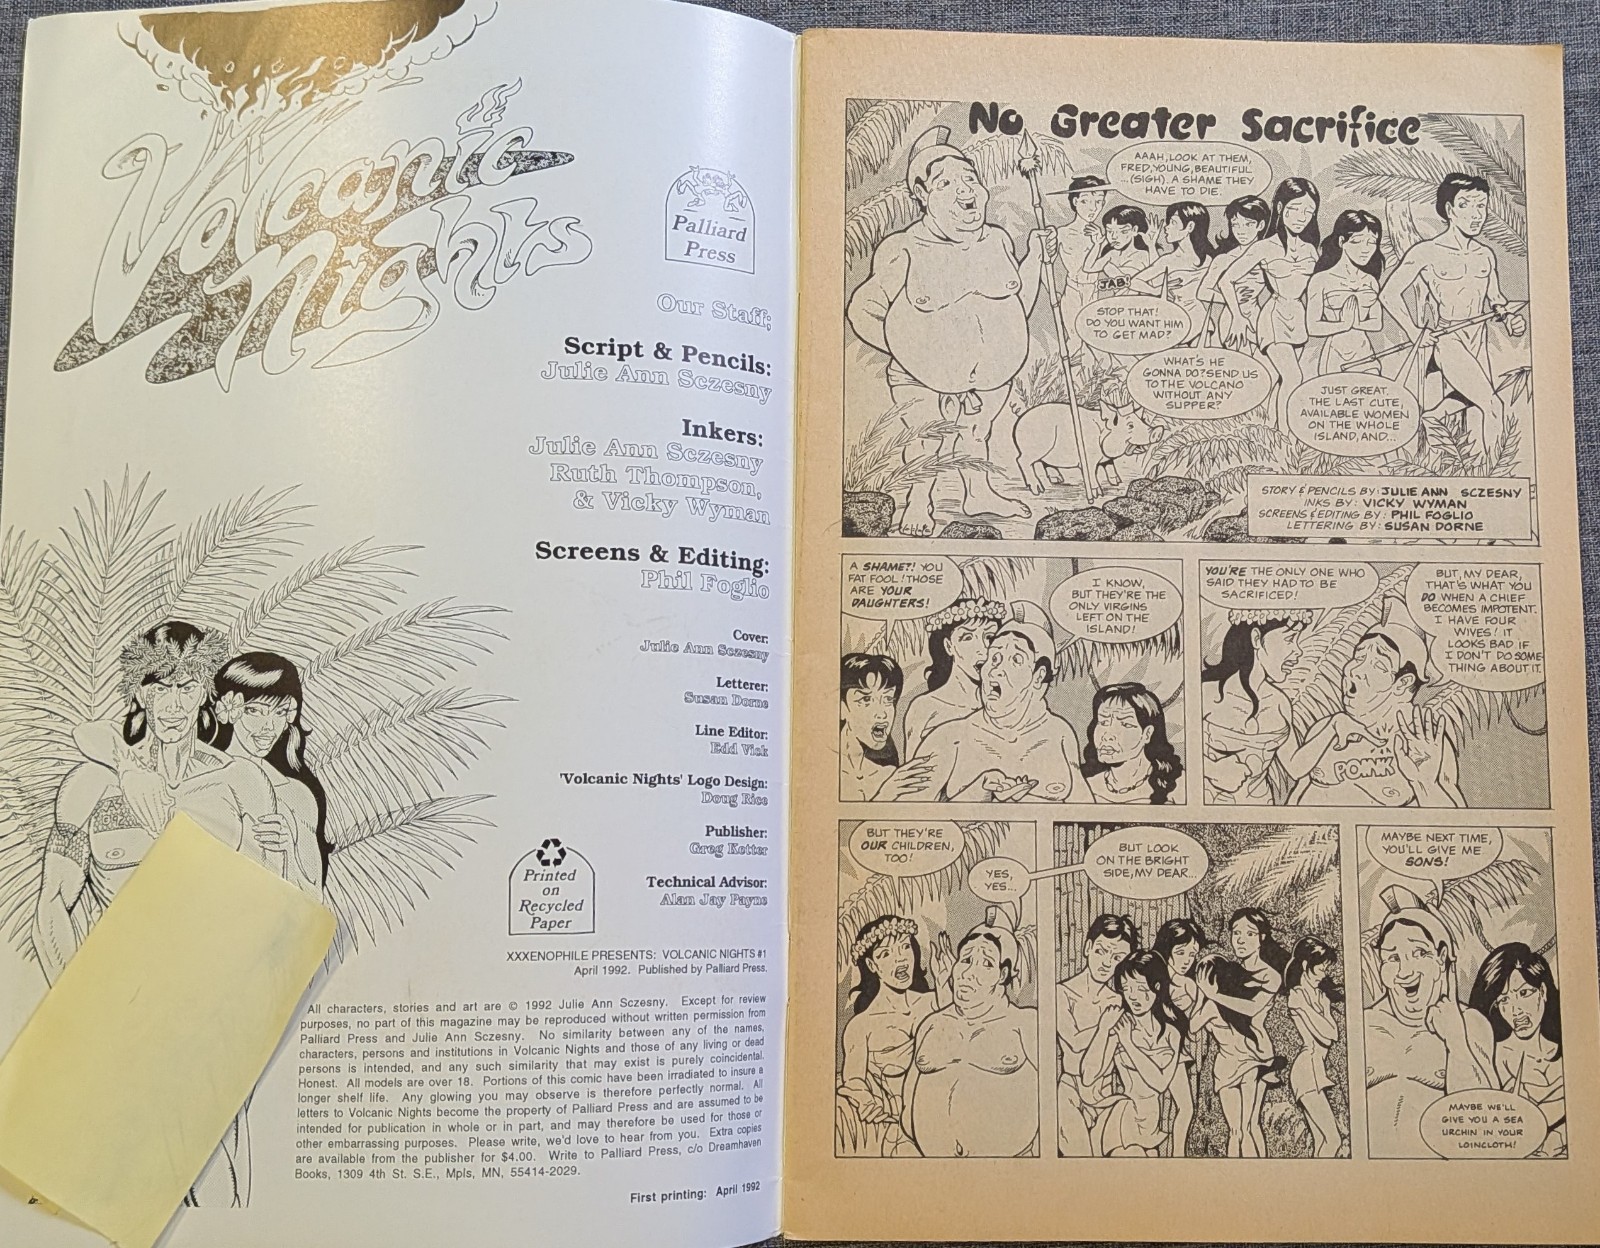 Volcanic
Nights
Palliard
Press
Our Staff;
Script & Pencils:
Julie Ann Sczesny
Inkers:
Julie Ann Sczesny
Ruth Thompson,
& Vicky Wyman
Screens & Editing:
Phil Foglio
Cover:
Julie Ann Sczesny
Letterer:
Susan Dorne
Line Editor:
Edd Vick
'Volcanic Nights' Logo Design:
Doug Rice
Publisher:
Greg Ketter
Technical Advisor:
Alan Jay Payne
Printed
on
Recycled
Paper
XXXENOPHILE PRESENTS: VOLCANIC NIGHTS #1
April 1992. Published by Palliard Press.
All characters, stories and art are © 1992 Julie Ann Sczesny. Except for review
purposes, no part of this magazine may be reproduced without written permission from
Palliard Press and Julie Ann Sczesny. No similarity between any of the names,
characters, persons and institutions in Volcanic Nights and those of any living or dead
persons is intended, and any such similarity that may exist is purely coincidental.
Honest. All models are over 18. Portions of this comic have been irradiated to insure a
longer shelf life. Any glowing you may observe is therefore perfectly normal. All
letters to Volcanic Nights become the property of Palliard Press and are assumed to be
intended for publication in whole or in part, and may therefore be used for those or
other embarrassing purposes. Please write, we'd love to hear from you. Extra copies
are available from the publisher for $4.00. Write to Palliard Press, c/o Dreamhaven
Books, 1309 4th St. S.E., Mpls, MN, 55414-2029.
First printing: April 1992
No Greater Sacrifice
AAAH, LOOK AT THEM,
FRED, YOUNG, BEAUTIFUL
...(SIGH). A SHAME THEY
HAVE TO DIE.
JAB!
STOP THAT!
DO YOU WANT HIM
TO GET MAD?
WHAT'S HE
GONNA DO? SEND US
TO THE VOLCANO
WITHOUT ANY
SUPPER?
JUST GREAT.
THE LAST CUTE,
AVAILABLE WOMEN
ON THE WHOLE
ISLAND, AND...
STORY & PENCILS BY: JULIE ANN SCZESNY
INKS BY: VICKY WYMAN
SCREENS & EDITING BY: PHIL FOGLIO
LETTERING BY: SUSAN DORNE
A SHAME?! YOU
FAT FOOL! THOSE
ARE YOUR
DAUGHTERS!
I KNOW,
BUT THEY'RE THE
ONLY VIRGINS
LEFT ON THE
ISLAND!
YOU'RE THE ONLY ONE WHO
SAID THEY HAD TO BE
SACRIFICED!
BUT, MY DEAR,
THAT'S WHAT YOU
DO WHEN A CHIEF
BECOMES IMPOTENT.
I HAVE FOUR
WIVES! IT
LOOKS BAD IF
I DON'T DO SOME-
THING ABOUT IT.
POINK
BUT THEY'RE
OUR CHILDREN,
TOO!
YES,
YES...
BUT LOOK
ON THE BRIGHT
SIDE, MY DEAR...
MAYBE NEXT TIME,
YOU'LL GIVE ME
SONS!
MAYBE WE'LL
GIVE YOU A SEA
URCHIN IN YOUR
LOINCLOTH!